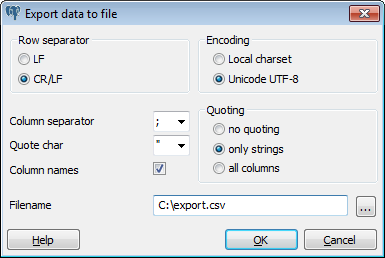 Export data to file
Row separator
LF
CR/LF
Encoding
Local charset
Unicode UTF-8
Column separator ;
Quote char "
Column names
Quoting
no quoting
only strings
all columns
Filename C:\export.csv ...
Help OK Cancel